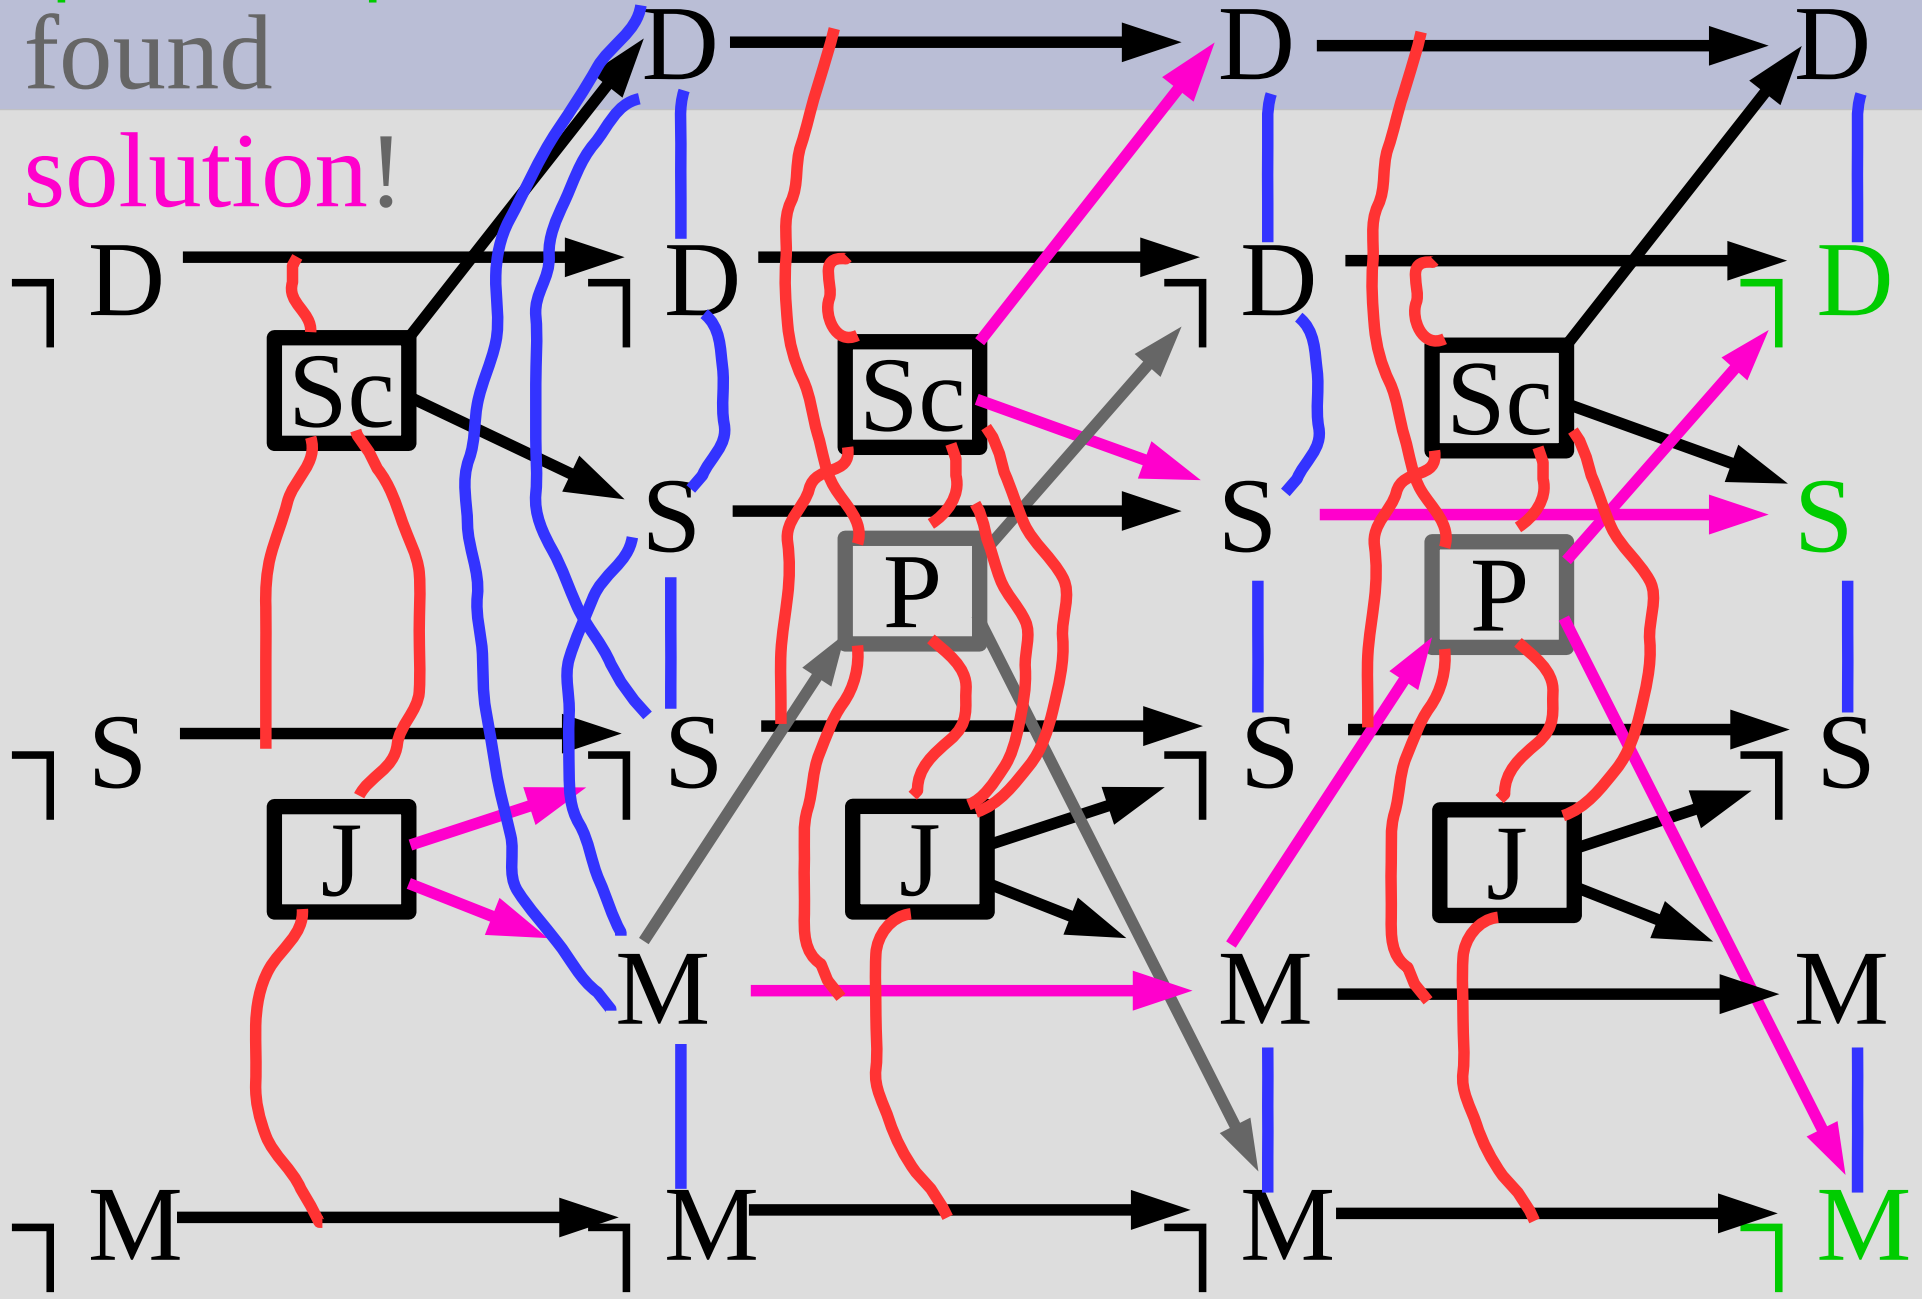 found
D D D
solution!
¬D ¬D ¬D ¬D
Sc Sc Sc
S S S
P P
¬S ¬S ¬S ¬S
J J J
M M M
¬M ¬M ¬M ¬M